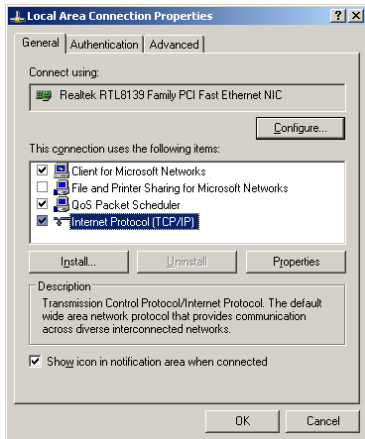 Local Area Connection Properties
General Authentication Advanced
Connect using:
Realtek RTL8139 Family PCI Fast Ethernet NIC
Configure...
This connection uses the following items:
Client for Microsoft Networks
File and Printer Sharing for Microsoft Networks
QoS Packet Scheduler
Internet Protocol (TCP/IP)
Install... Uninstall Properties
Description
Transmission Control Protocol/Internet Protocol. The default
wide area network protocol that provides communication
across diverse interconnected networks.
Show icon in notification area when connected
OK Cancel